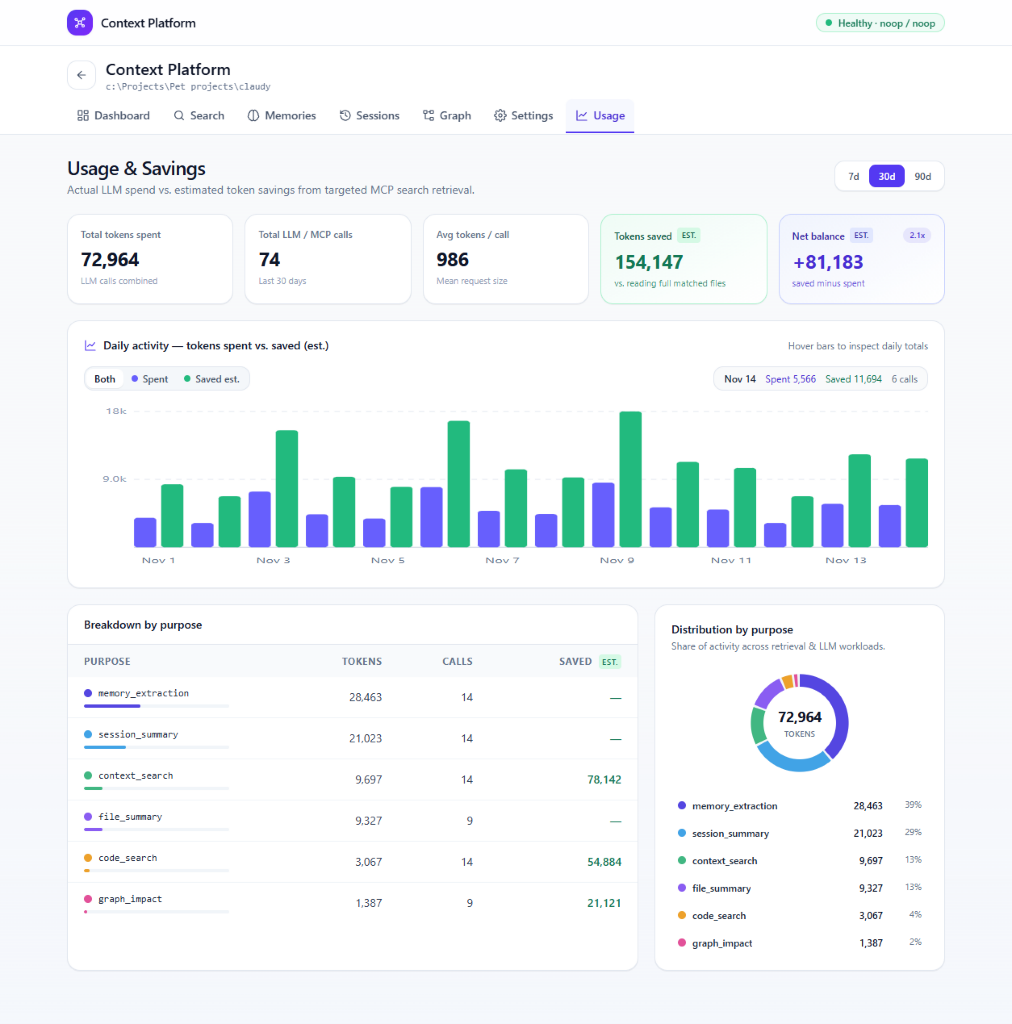 Context Platform
Healthy · noop / noop
Context Platform
c:\Projects\Pet projects\claudy
Dashboard Search Memories Sessions Graph Settings Usage
Usage & Savings
Actual LLM spend vs. estimated token savings from targeted MCP search retrieval.
7d 30d 90d
Total tokens spent
72,964
LLM calls combined
Total LLM / MCP calls
74
Last 30 days
Avg tokens / call
986
Mean request size
Tokens saved EST.
154,147
vs. reading full matched files
Net balance EST. 2.1x
+81,183
saved minus spent
Daily activity — tokens spent vs. saved (est.)
Hover bars to inspect daily totals
Both Spent Saved est.
Nov 14 Spent 5,566 Saved 11,694 6 calls
18k
9.0k
Nov 1 Nov 3 Nov 5 Nov 7 Nov 9 Nov 11 Nov 13
Breakdown by purpose
PURPOSE TOKENS CALLS SAVED EST.
memory_extraction 28,463 14 —
session_summary 21,023 14 —
context_search 9,697 14 78,142
file_summary 9,327 9 —
code_search 3,067 14 54,884
graph_impact 1,387 9 21,121
Distribution by purpose
Share of activity across retrieval & LLM workloads.
72,964
TOKENS
memory_extraction 28,463 39%
session_summary 21,023 29%
context_search 9,697 13%
file_summary 9,327 13%
code_search 3,067 4%
graph_impact 1,387 2%